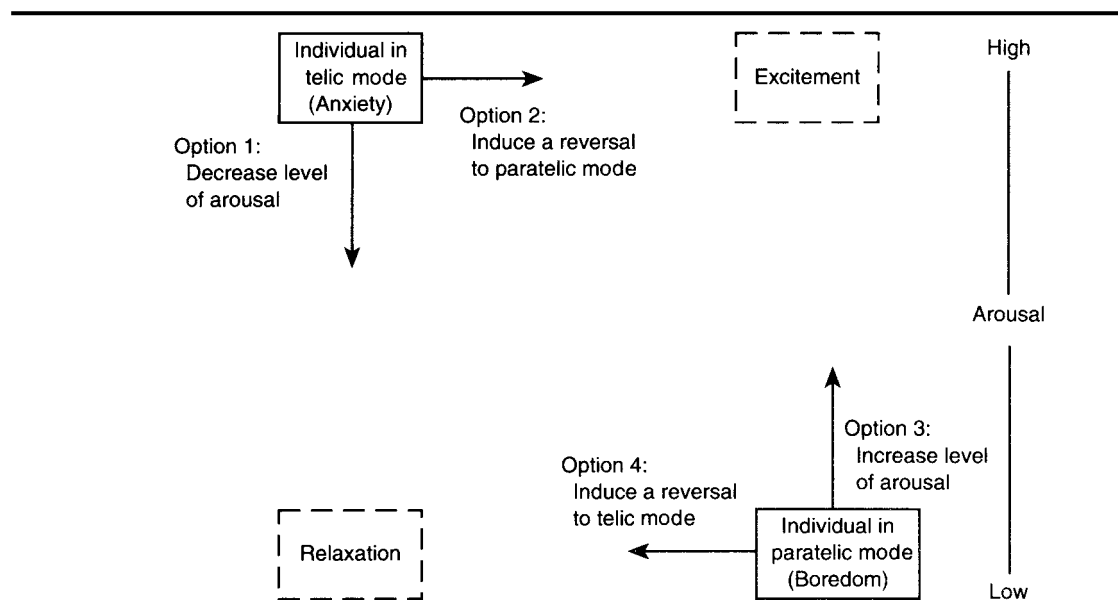 Individual in
telic mode
(Anxiety)
Excitement
High
Option 1:
Decrease level
of arousal
Option 2:
Induce a reversal
to paratelic mode
Arousal
Option 3:
Increase level
of arousal
Option 4:
Induce a reversal
to telic mode
Relaxation
Individual in
paratelic mode
(Boredom)
Low